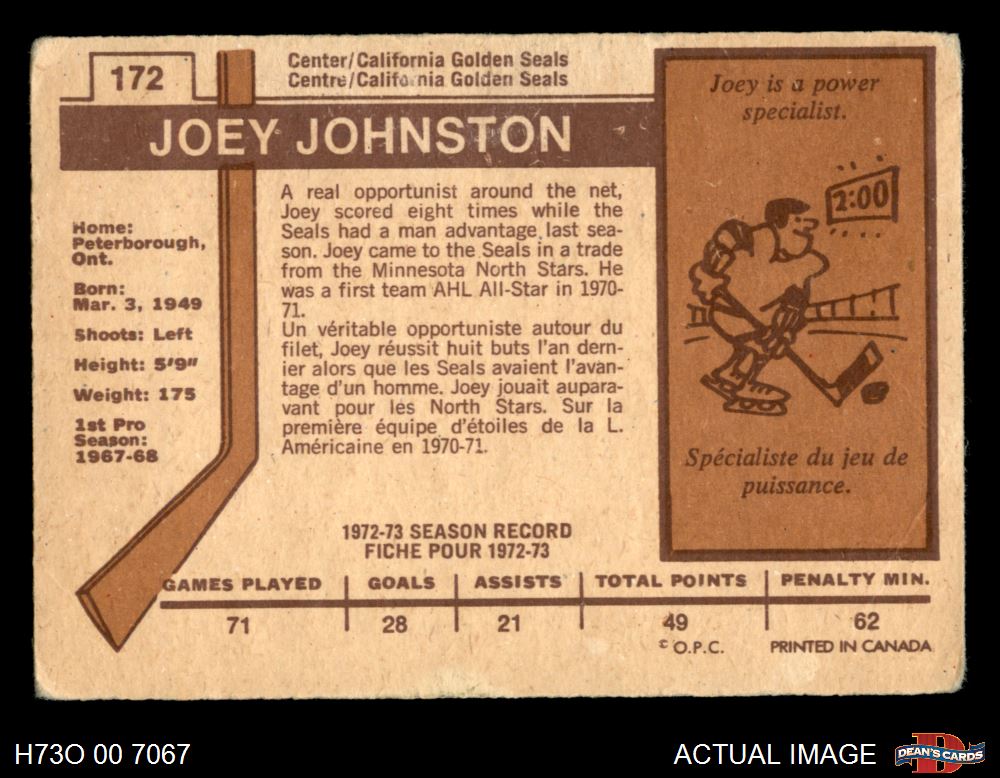 172
Center/California Golden Seals
Centre/California Golden Seals
JOEY JOHNSTON
Home:
Peterborough,
Ont.
Born:
Mar. 3, 1949
Shoots: Left
Height: 5'9"
Weight: 175
1st Pro
Season:
1967-68
A real opportunist around the net,
Joey scored eight times while the
Seals had a man advantage last sea-
son. Joey came to the Seals in a trade
from the Minnesota North Stars. He
was a first team AHL All-Star in 1970-
71.
Un véritable opportuniste autour du
filet, Joey réussit huit buts l'an dern-
ier alors que les Seals avaient l'avan-
tage d'un homme. Joey jouait aupara-
vant pour les North Stars. Sur la
première équipe d'étoiles de la L.
Américaine en 1970-71.
Joey is a power
specialist.
2:00
Spécialiste du jeu de
puissance.
1972-73 SEASON RECORD
FICHE POUR 1972-73
GAMES PLAYED GOALS ASSISTS TOTAL POINTS PENALTY MIN.
71 28 21 49 62
© O.P.C. PRINTED IN CANADA
H73O 00 7067
ACTUAL IMAGE
D
DEAN'S CARDS